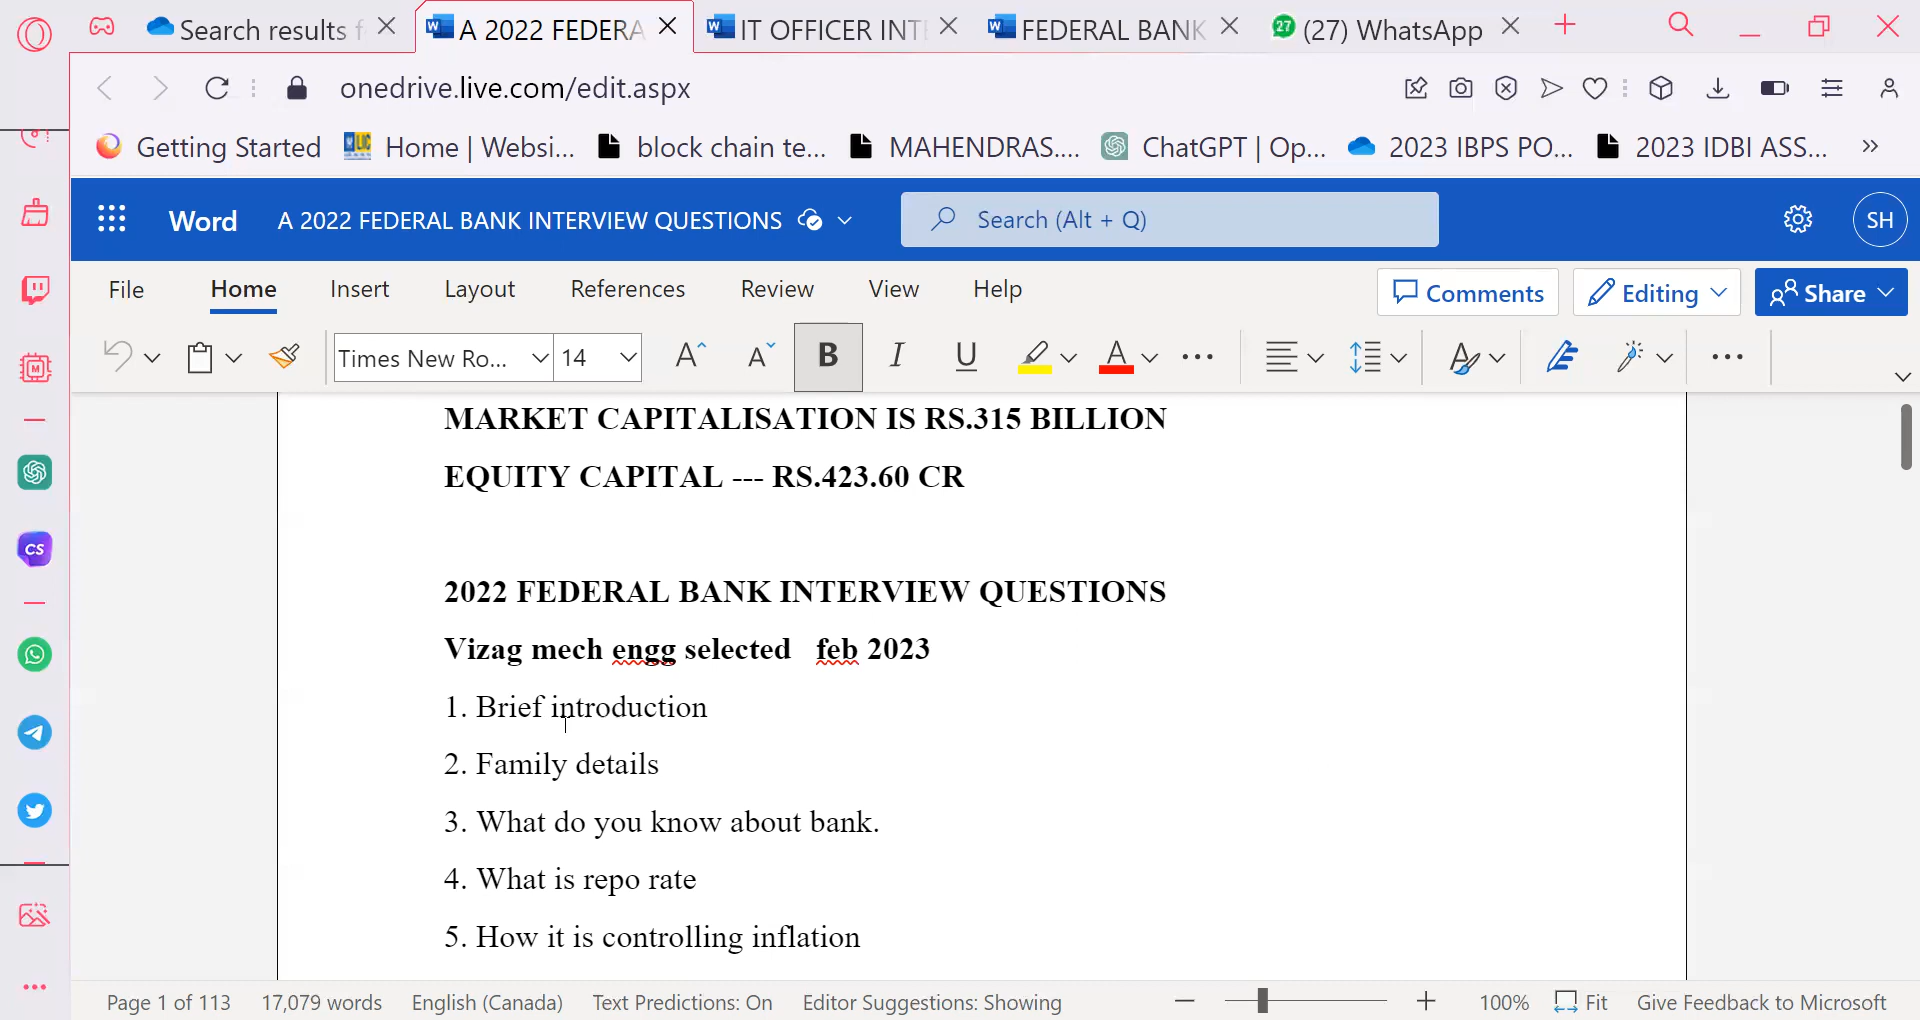 Search results f
A 2022 FEDERA
IT OFFICER INTE
FEDERAL BANK
27
(27) WhatsApp
onedrive.live.com/edit.aspx
Getting Started
LIC
Home | Websi...
block chain te...
MAHENDRAS....
ChatGPT | Op...
2023 IBPS PO...
2023 IDBI ASS...
»
Word
A 2022 FEDERAL BANK INTERVIEW QUESTIONS
Search (Alt + Q)
SH
File
Home
Insert
Layout
References
Review
View
Help
Comments
Editing
Share
Times New Ro...
14
B
I
U
A
MARKET CAPITALISATION IS RS.315 BILLION
EQUITY CAPITAL --- RS.423.60 CR
2022 FEDERAL BANK INTERVIEW QUESTIONS
Vizag mech engg selected feb 2023
1. Brief introduction
2. Family details
3. What do you know about bank.
4. What is repo rate
5. How it is controlling inflation
CS
Page 1 of 113
17,079 words
English (Canada)
Text Predictions: On
Editor Suggestions: Showing
100%
Fit
Give Feedback to Microsoft